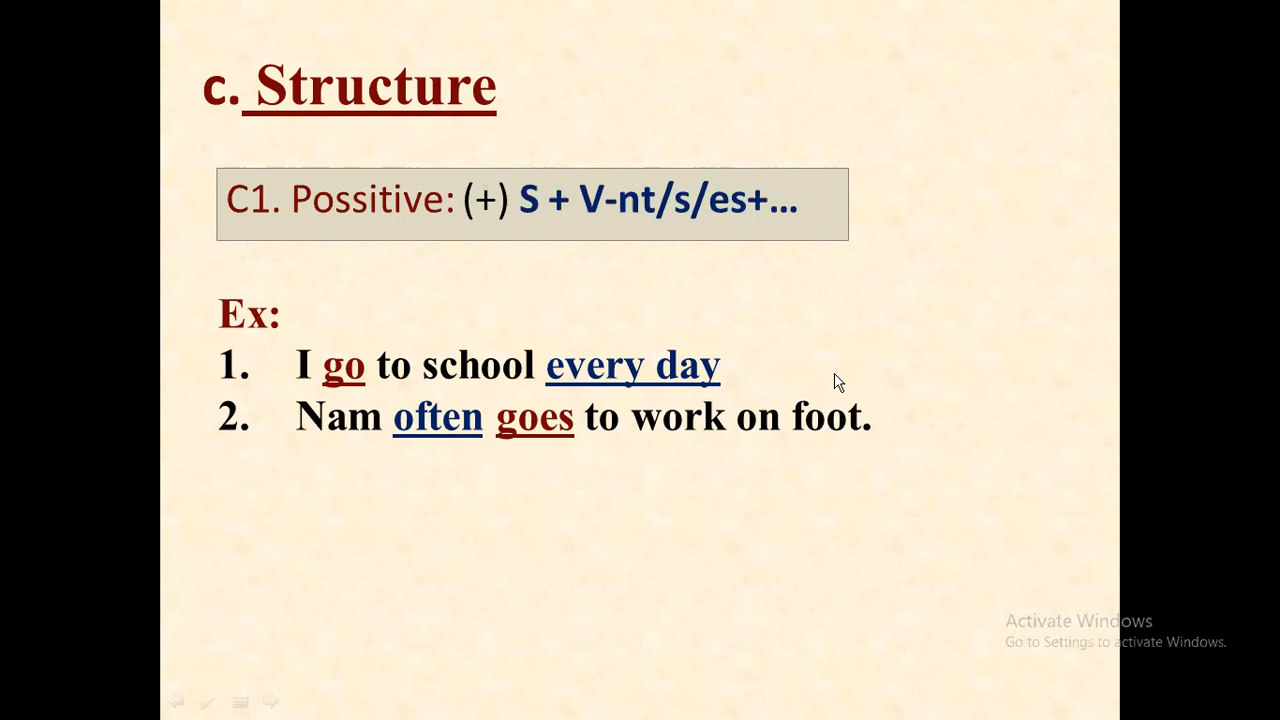 c. Structure
C1. Possitive: (+) S + V-nt/s/es+...
Ex:
1. I go to school every day
2. Nam often goes to work on foot.
Activate Windows
Go to Settings to activate Windows.